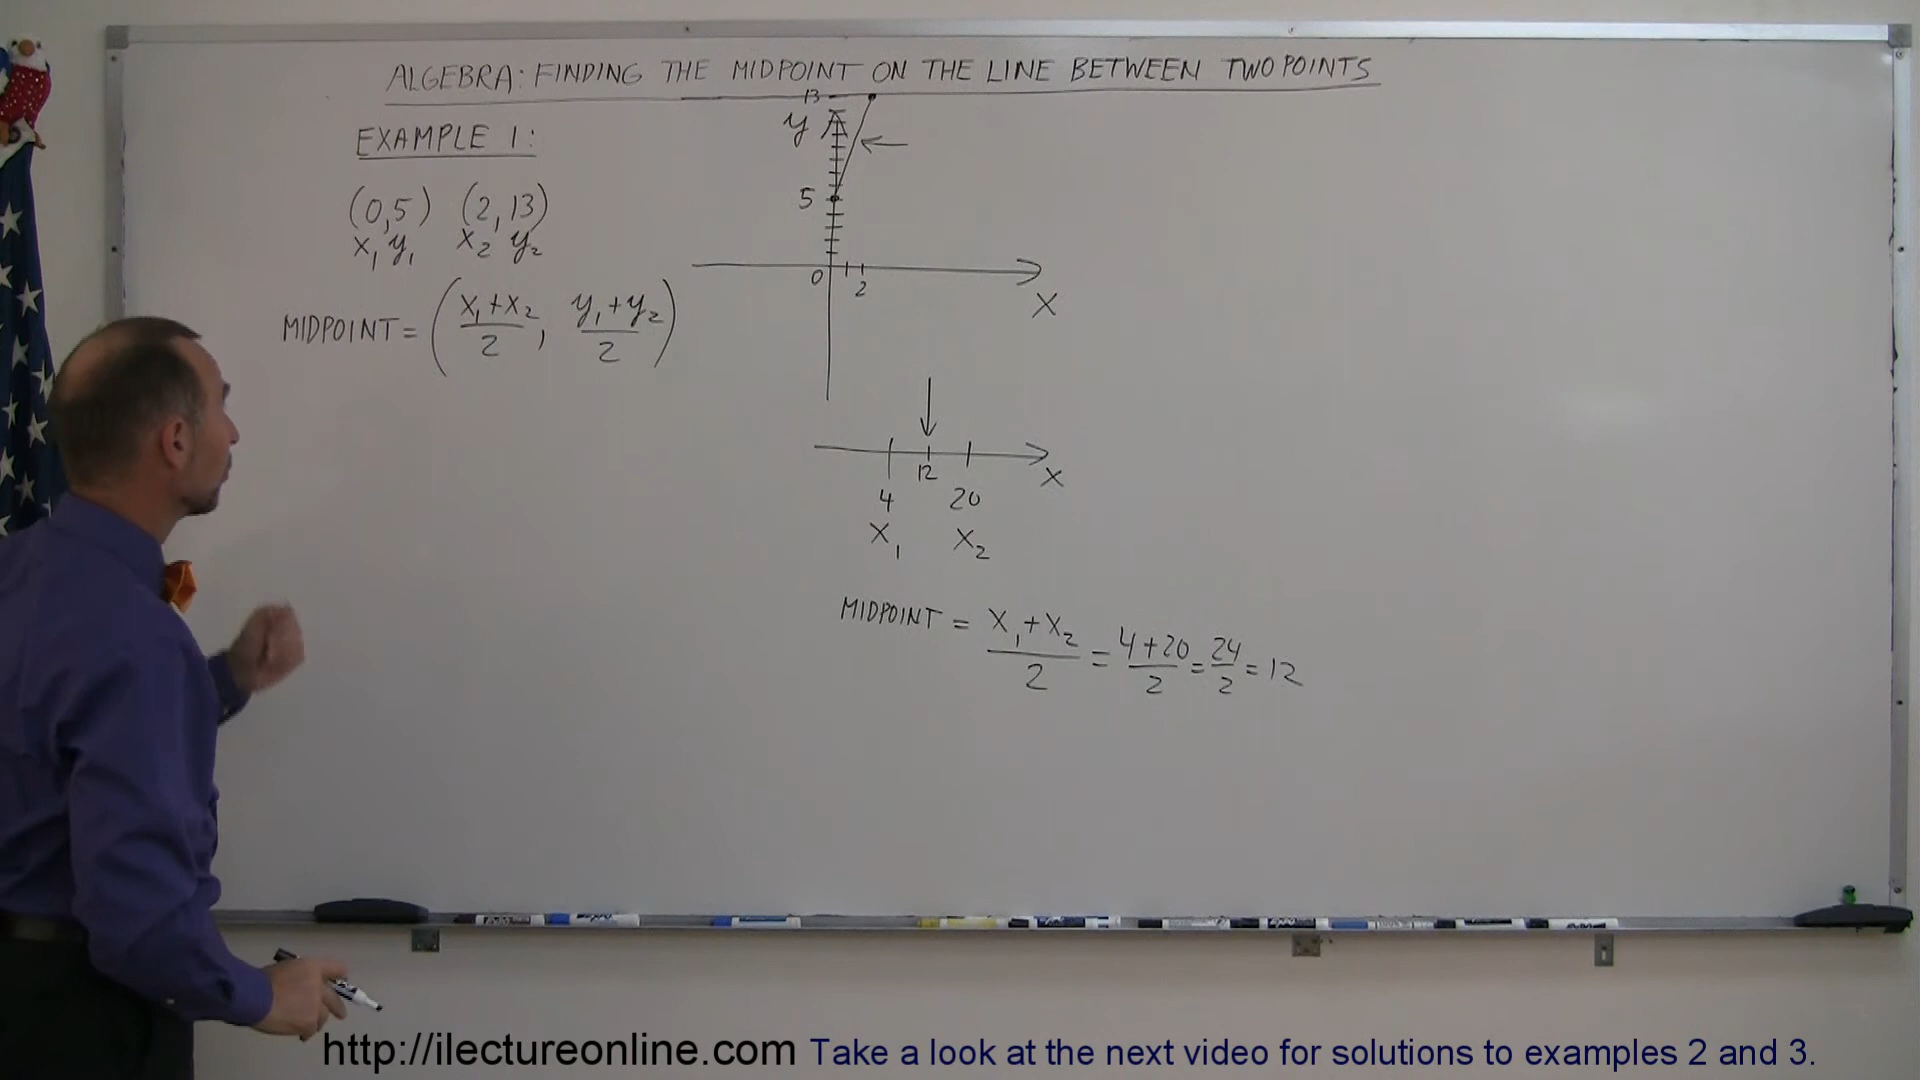 ALGEBRA: FINDING THE MIDPOINT ON THE LINE BETWEEN TWO POINTS
EXAMPLE 1:
(0,5) (2,13)
x₁ y₁ x₂ y₂
MIDPOINT = ( (x₁+x₂)/2 , (y₁+y₂)/2 )
13
y
5
0 2
X
12
X
4 20
X₁ X₂
MIDPOINT = (X₁+X₂)/2 = (4+20)/2 = 24/2 = 12
http://ilectureonline.com Take a look at the next video for solutions to examples 2 and 3.